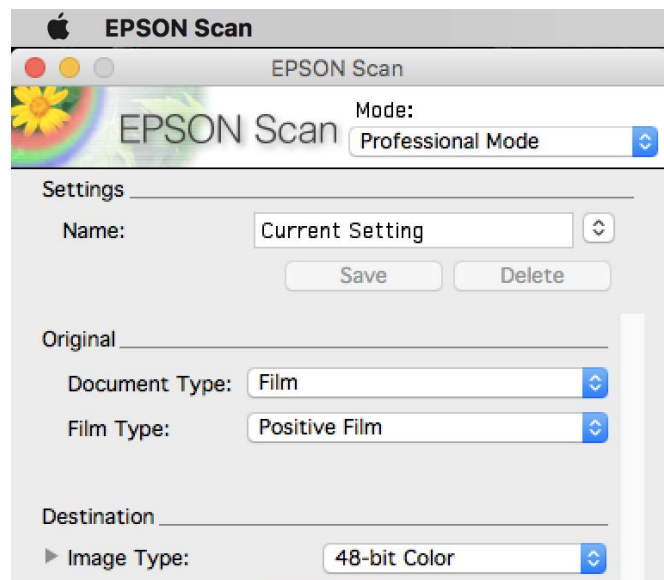 EPSON Scan
EPSON Scan
EPSON Scan
Mode:
Professional Mode
Settings
Name: Current Setting
Save Delete
Original
Document Type: Film
Film Type: Positive Film
Destination
Image Type: 48-bit Color